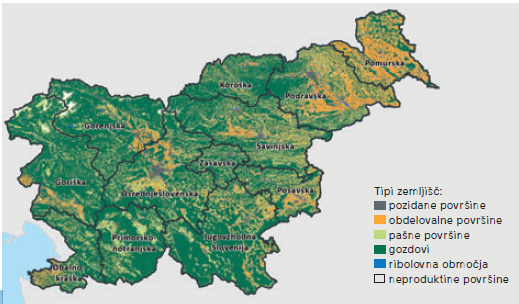 Pomurska
Koroška
Podravska
Gorenjska
Savinjska
Zasavska
Goriška
Osrednjeslovenska
Posavska
Primorsko
notranjska
Jugovzhodna
Slovenija
Obalno
kraška
Tipi zemljišč:
pozidane površine
obdelovalne površine
pašne površine
gozdovi
ribolovna območja
neproduktine površine